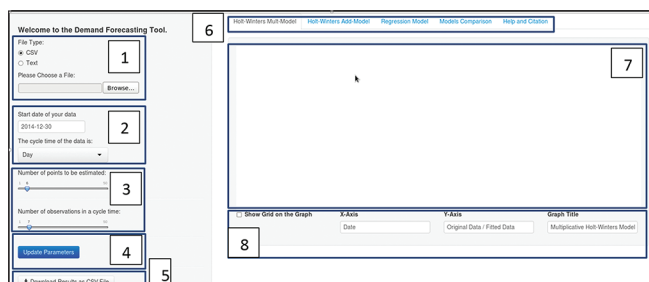 Welcome to the Demand Forecasting Tool.
File Type:
CSV
Text
Please Choose a File:
Browse...
1
Start date of your data
2014-12-30
The cycle time of the data is:
Day
2
Number of points to be estimated:
Number of observations in a cycle time:
3
Update Parameters
4
Download Results as CSV File
5
6
Holt-Winters Mult-Model Holt-Winters Add-Model Regression Model Models Comparison Help and Citation
7
Show Grid on the Graph X-Axis Y-Axis Graph Title
Date Original Data / Fitted Data Multiplicative Holt-Winters Model
8